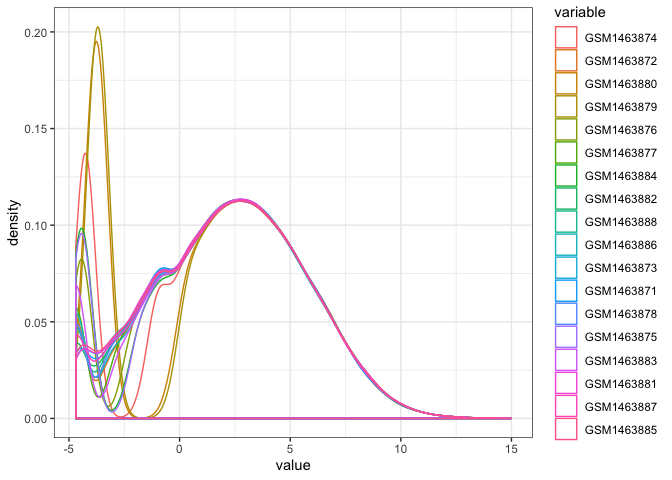 variable
GSM1463874
GSM1463872
GSM1463880
GSM1463879
GSM1463876
GSM1463877
GSM1463884
GSM1463882
GSM1463888
GSM1463886
GSM1463873
GSM1463871
GSM1463878
GSM1463875
GSM1463883
GSM1463881
GSM1463887
GSM1463885
density
0.20
0.15
0.10
0.05
0.00
-5
0
5
10
15
value